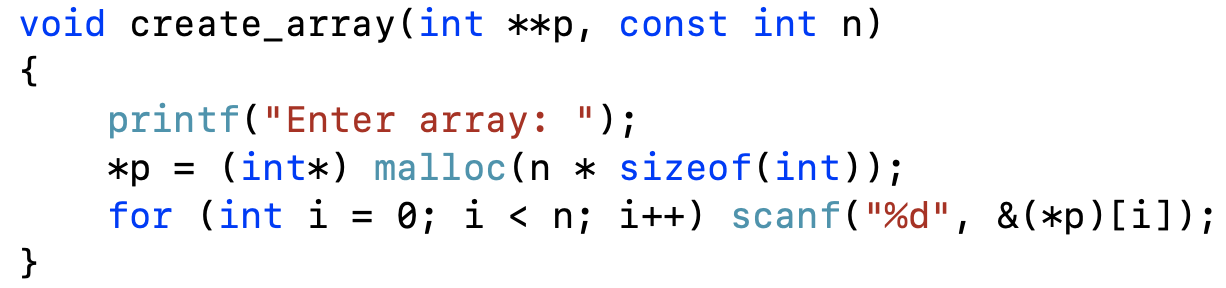 void create_array(int **p, const int n)
{
    printf("Enter array: ");
    *p = (int*) malloc(n * sizeof(int));
    for (int i = 0; i < n; i++) scanf("%d", &(*p)[i]);
}